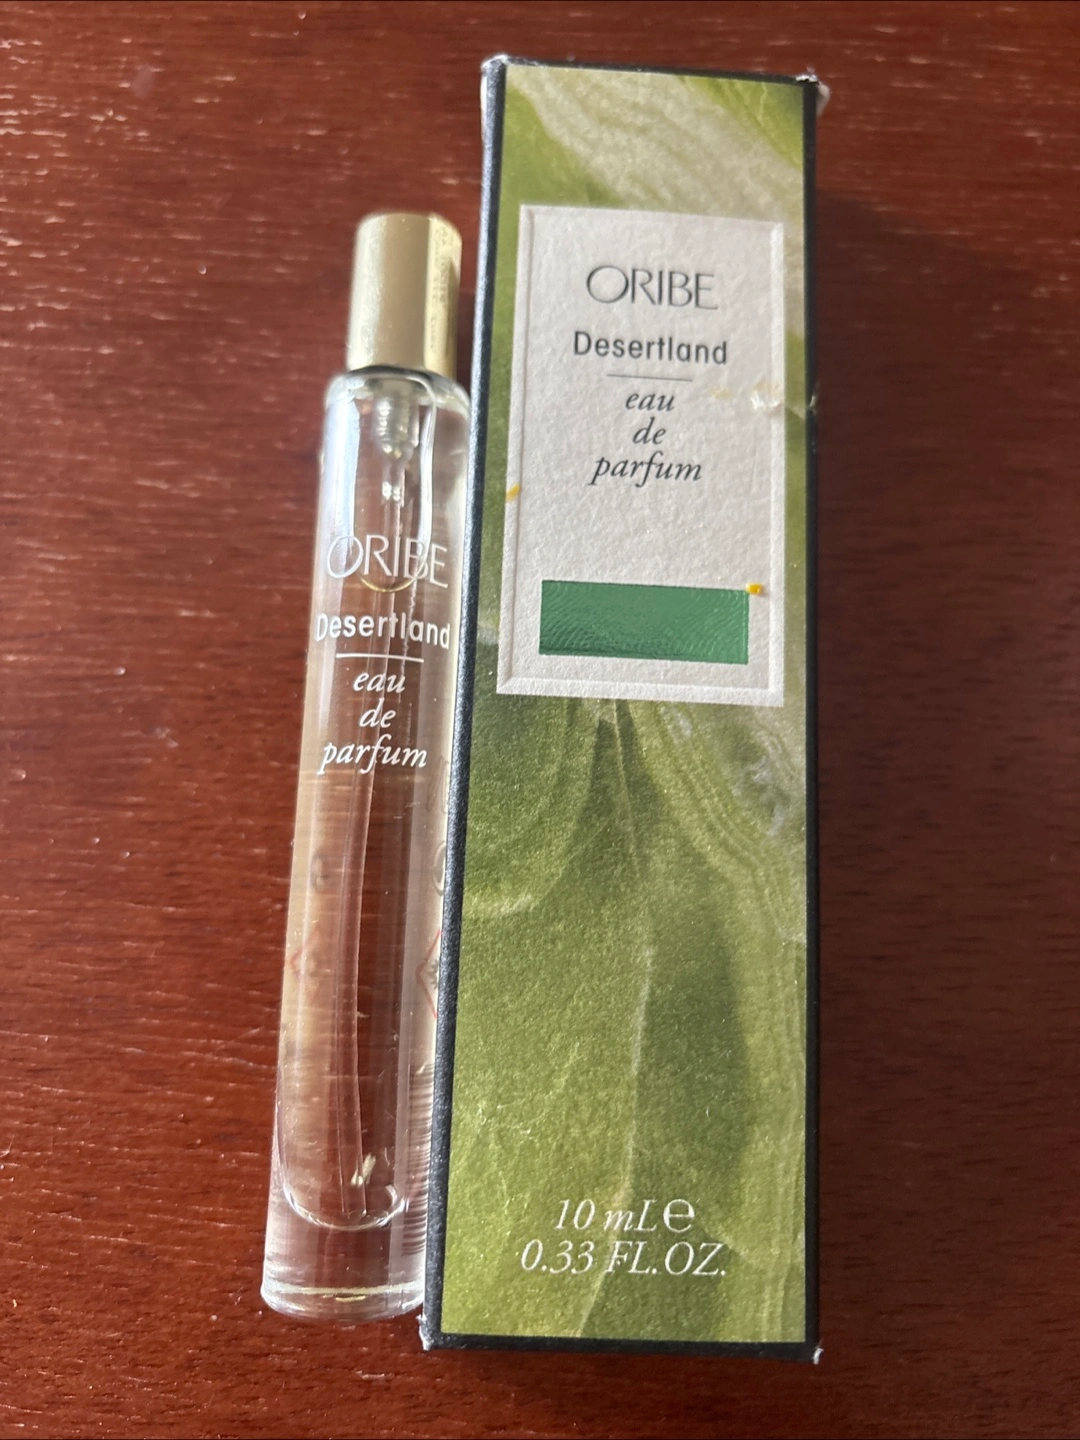 ORIBE
Desertland
eau
de
parfum
ORIBE
Desertland
eau
de
parfum
10 mL e
0.33 FL.OZ.